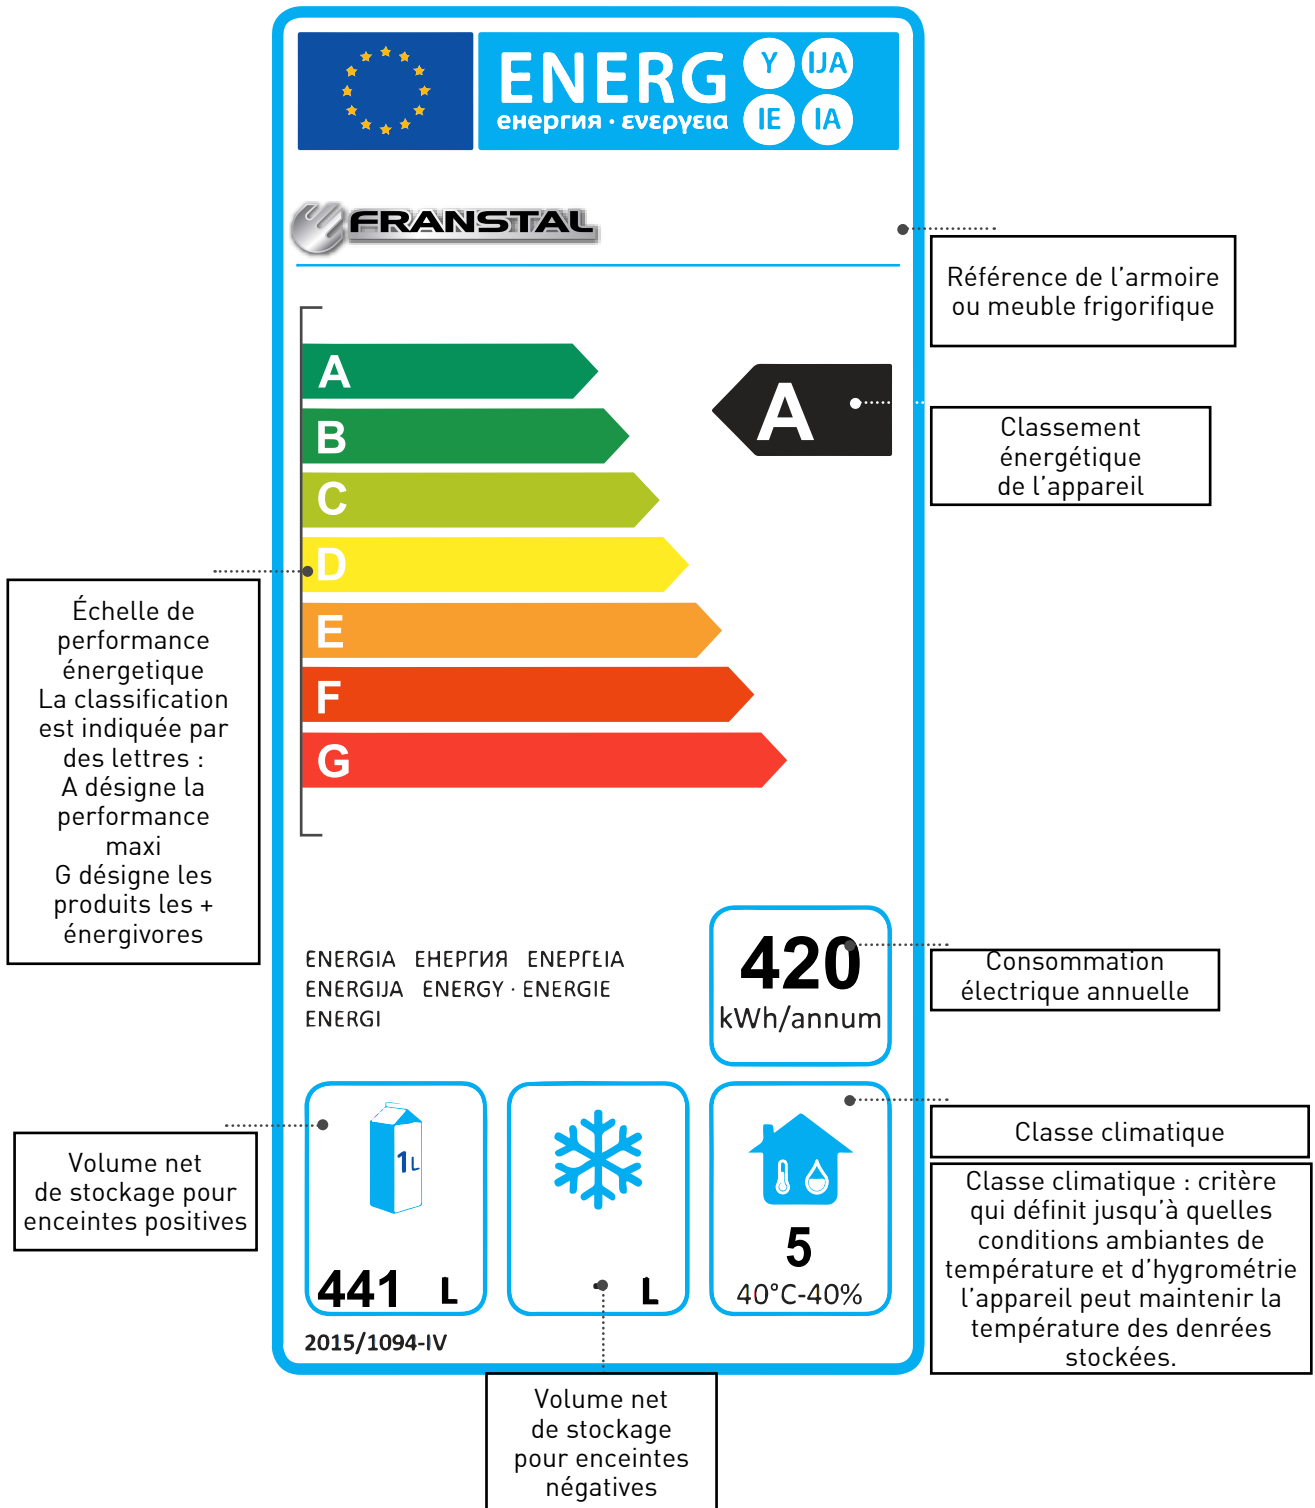 ENERG Y IJA
енергия · ενεργεια IE IA
FRANSTAL
Référence de l'armoire
ou meuble frigorifique
A
B
C
D
E
F
G
A
Classement
énergétique
de l'appareil
Échelle de
performance
énergetique
La classification
est indiquée par
des lettres :
A désigne la
performance
maxi
G désigne les
produits les +
énergivores
ENERGIA ЕНЕРГИЯ ΕΝΕΡΓΕΙΑ
ENERGIJA ENERGY · ENERGIE
ENERGI
420
kWh/annum
Consommation
électrique annuelle
Volume net
de stockage pour
enceintes positives
1L
441 L
- L
5
40°C-40%
Classe climatique
Classe climatique : critère
qui définit jusqu'à quelles
conditions ambiantes de
température et d'hygrométrie
l'appareil peut maintenir la
température des denrées
stockées.
2015/1094-IV
Volume net
de stockage
pour enceintes
négatives